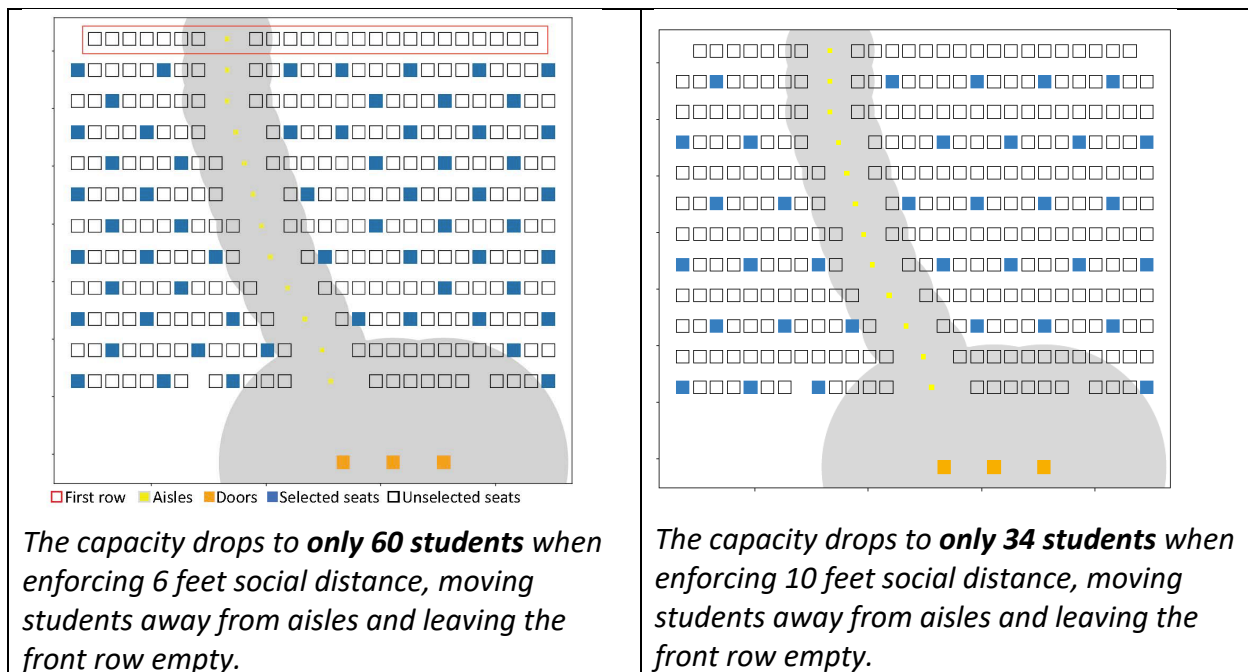 First row Aisles Doors Selected seats Unselected seats
The capacity drops to only 60 students when
enforcing 6 feet social distance, moving
students away from aisles and leaving the
front row empty.
The capacity drops to only 34 students when
enforcing 10 feet social distance, moving
students away from aisles and leaving the
front row empty.